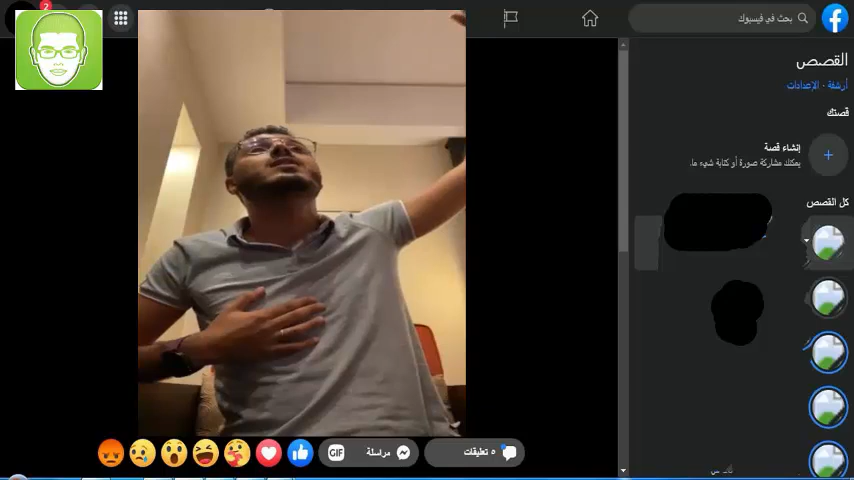 2
بحث في فيسبوك
القصص
أرشفة · الإعدادات
قصتك
إنشاء قصة
يمكنك مشاركة صورة أو كتابة شيء ما.
كل القصص
GIF
مراسلة
٥ تعليقات